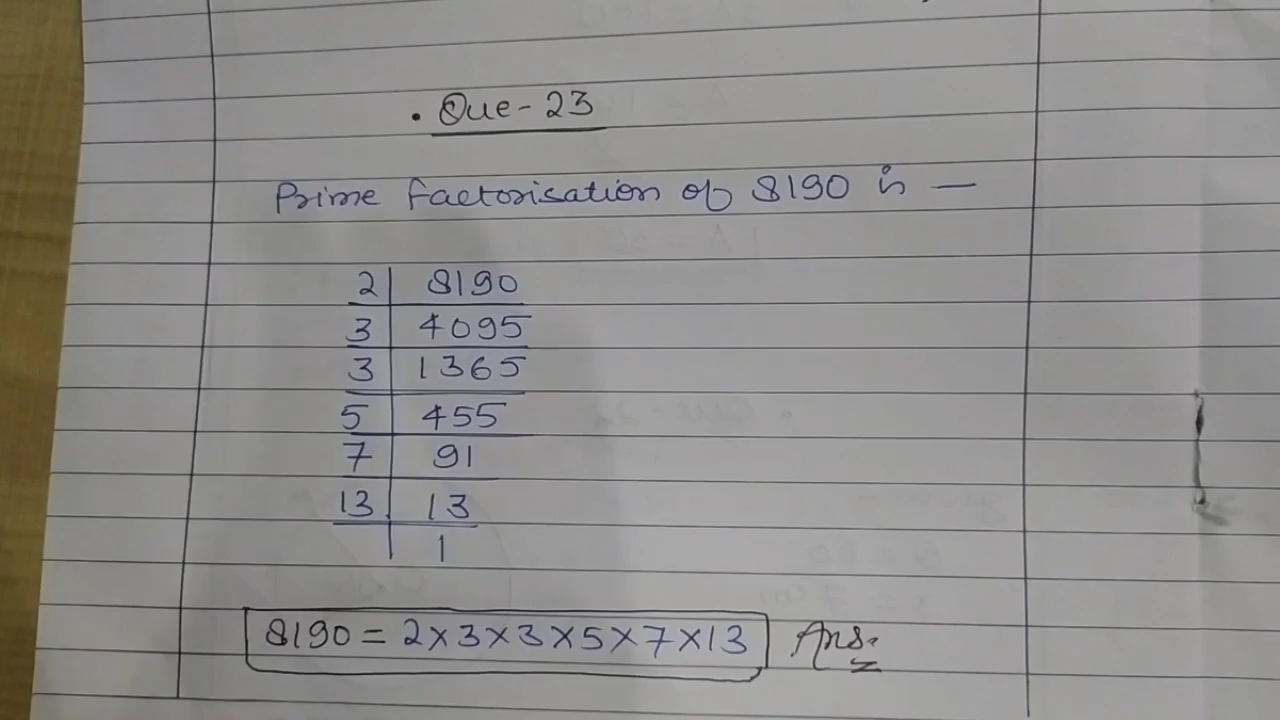 • Que-23
Prime factorisation of 8190 is —
2 | 8190
3 | 4095
3 | 1365
5 | 455
7 | 91
13 | 13
| 1
8190 = 2×3×3×5×7×13 Ans.